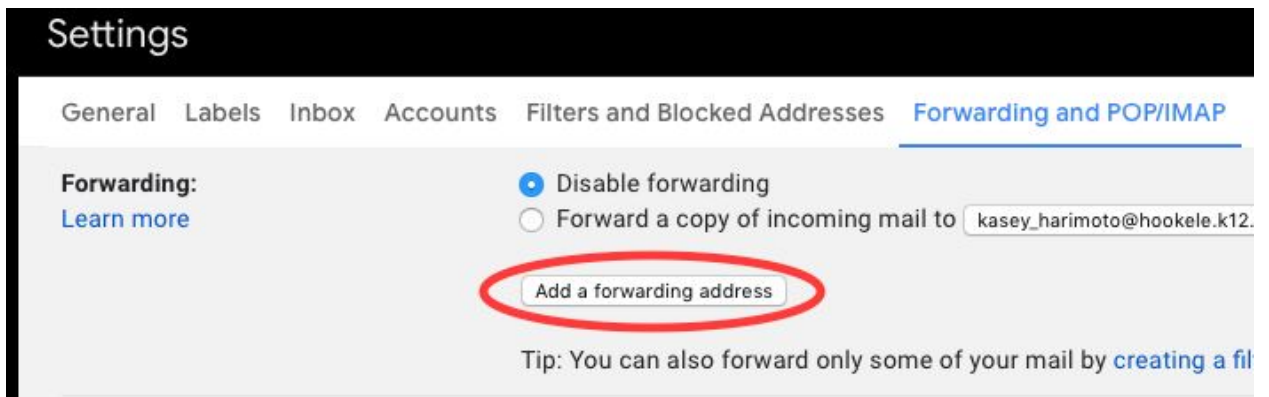 Settings
General Labels Inbox Accounts Filters and Blocked Addresses Forwarding and POP/IMAP
Forwarding:
Learn more
Disable forwarding
Forward a copy of incoming mail to kasey_harimoto@hookele.k12.
Add a forwarding address
Tip: You can also forward only some of your mail by creating a